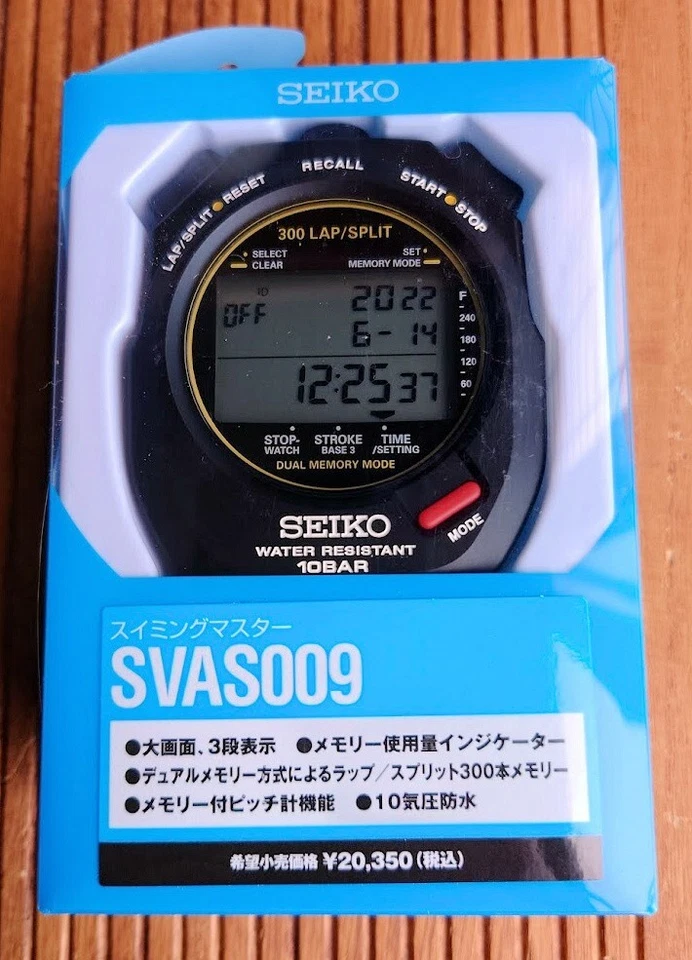 SEIKO
RECALL
LAP/SPLIT RESET
START STOP
300 LAP/SPLIT
SELECT
CLEAR
SET
MEMORY MODE
OFF
2022
6-14
12:25 37
F
240
180
120
60
STOP-
WATCH
STROKE
BASE 3
TIME
/SETTING
DUAL MEMORY MODE
SEIKO
MODE
WATER RESISTANT
10BAR
スイミングマスター
SVAS009
●大画面、3段表示 ●メモリー使用量インジケーター
●デュアルメモリー方式によるラップ/スプリット300本メモリー
●メモリー付ピッチ計機能 ●10気圧防水
希望小売価格 ¥20,350(税込)